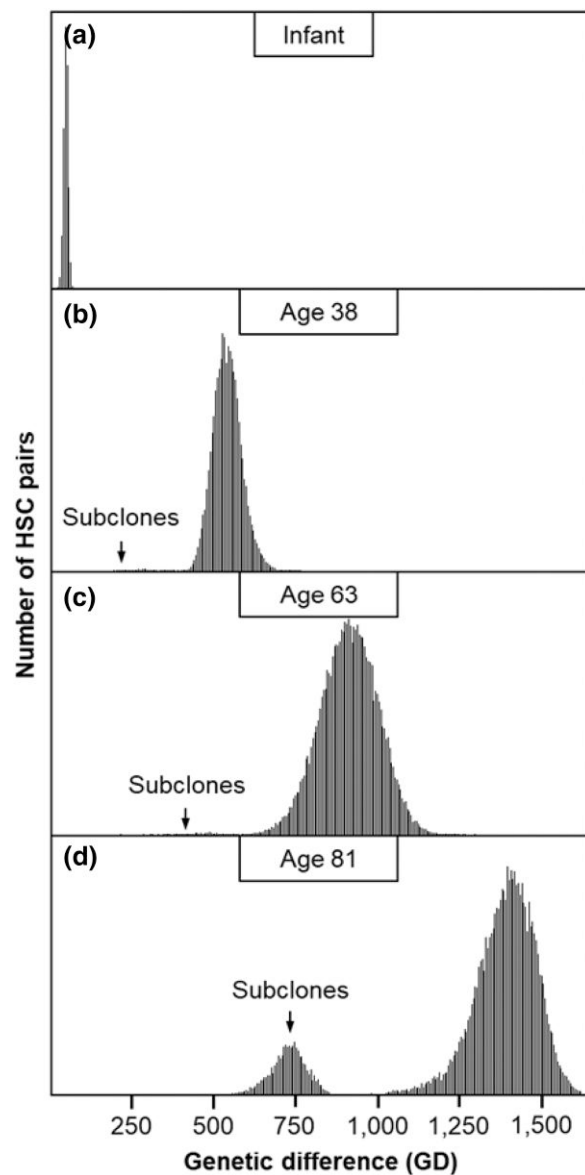 (a)
Infant
(b)
Age 38
Subclones
(c)
Age 63
Subclones
(d)
Age 81
Subclones
Number of HSC pairs
250 500 750 1,000 1,250 1,500
Genetic difference (GD)